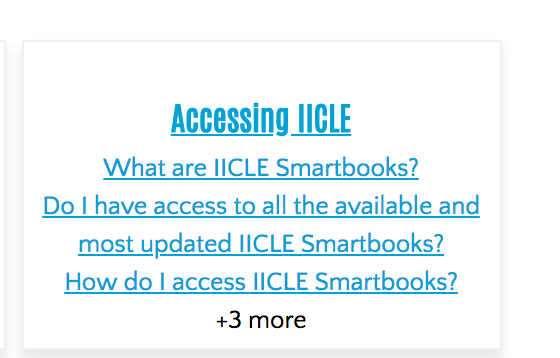 Accessing IICLE
What are IICLE Smartbooks?
Do I have access to all the available and
most updated IICLE Smartbooks?
How do I access IICLE Smartbooks?
+3 more